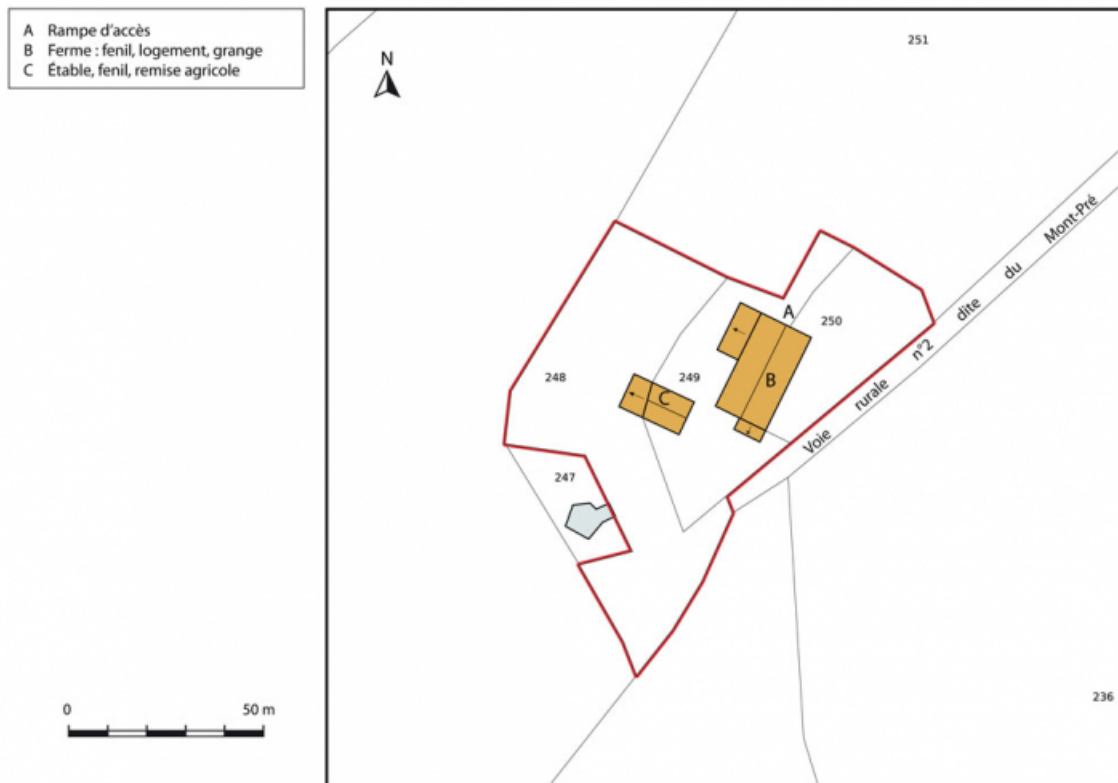 A Rampe d'accès
B Ferme : fenil, logement, grange
C Étable, fenil, remise agricole
N
251
Voie rurale n°2 dite du Mont-Pré
A
250
248
249
B
C
247
236
0 50 m